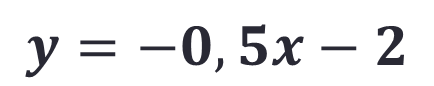 y = −0, 5x − 2